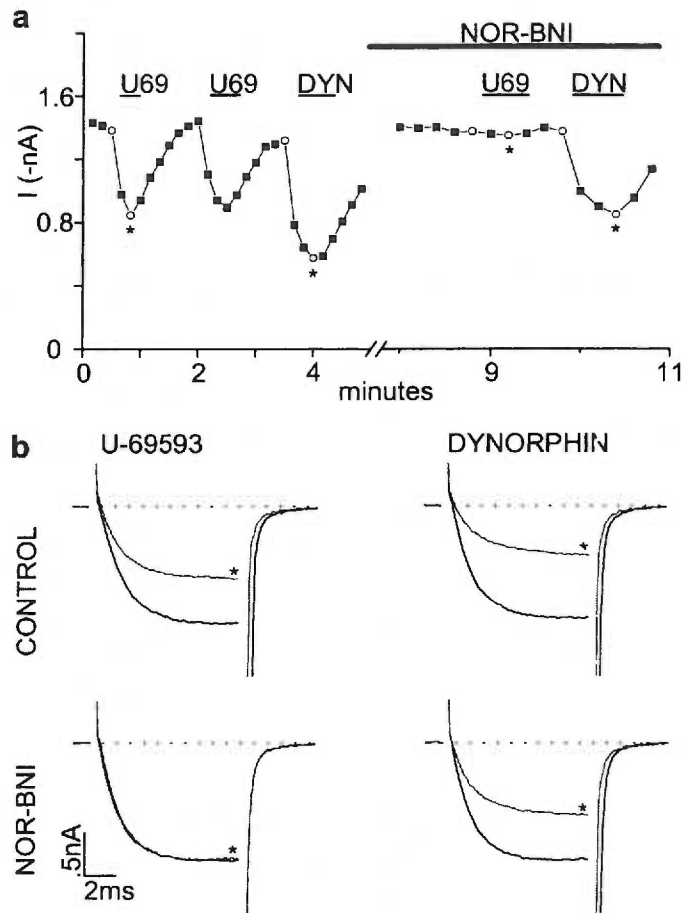 a
NOR-BNI
U69 U69 DYN U69 DYN
1.6
0.8
0
I (-nA)
* * * *
0 2 4 9 11
minutes
b
U-69593 DYNORPHIN
CONTROL
* *
NOR-BNI
* *
.5nA
2ms